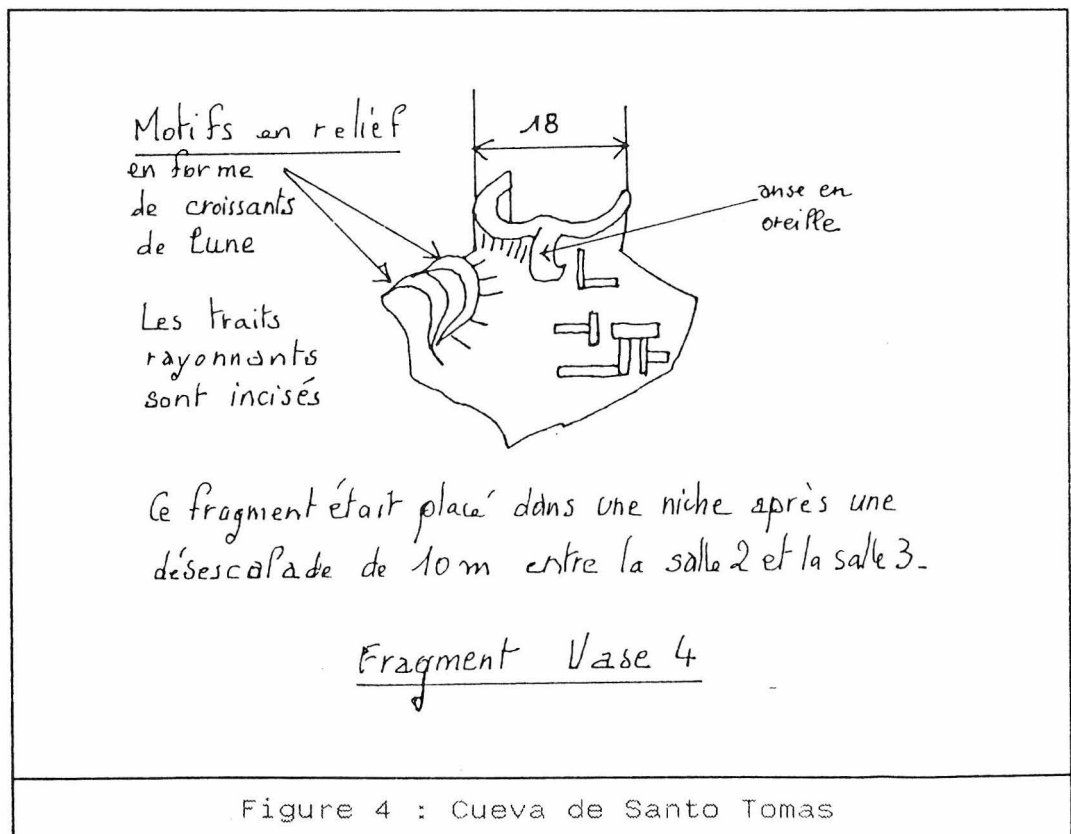 Motifs en relief
en forme
de croissants
de lune
Les traits
rayonnants
sont incisés
18
anse en
oreille
Ce fragment était placé dans une niche après une
désescalade de 10 m entre la salle 2 et la salle 3.
Fragment Vase 4
Figure 4 : Cueva de Santo Tomas